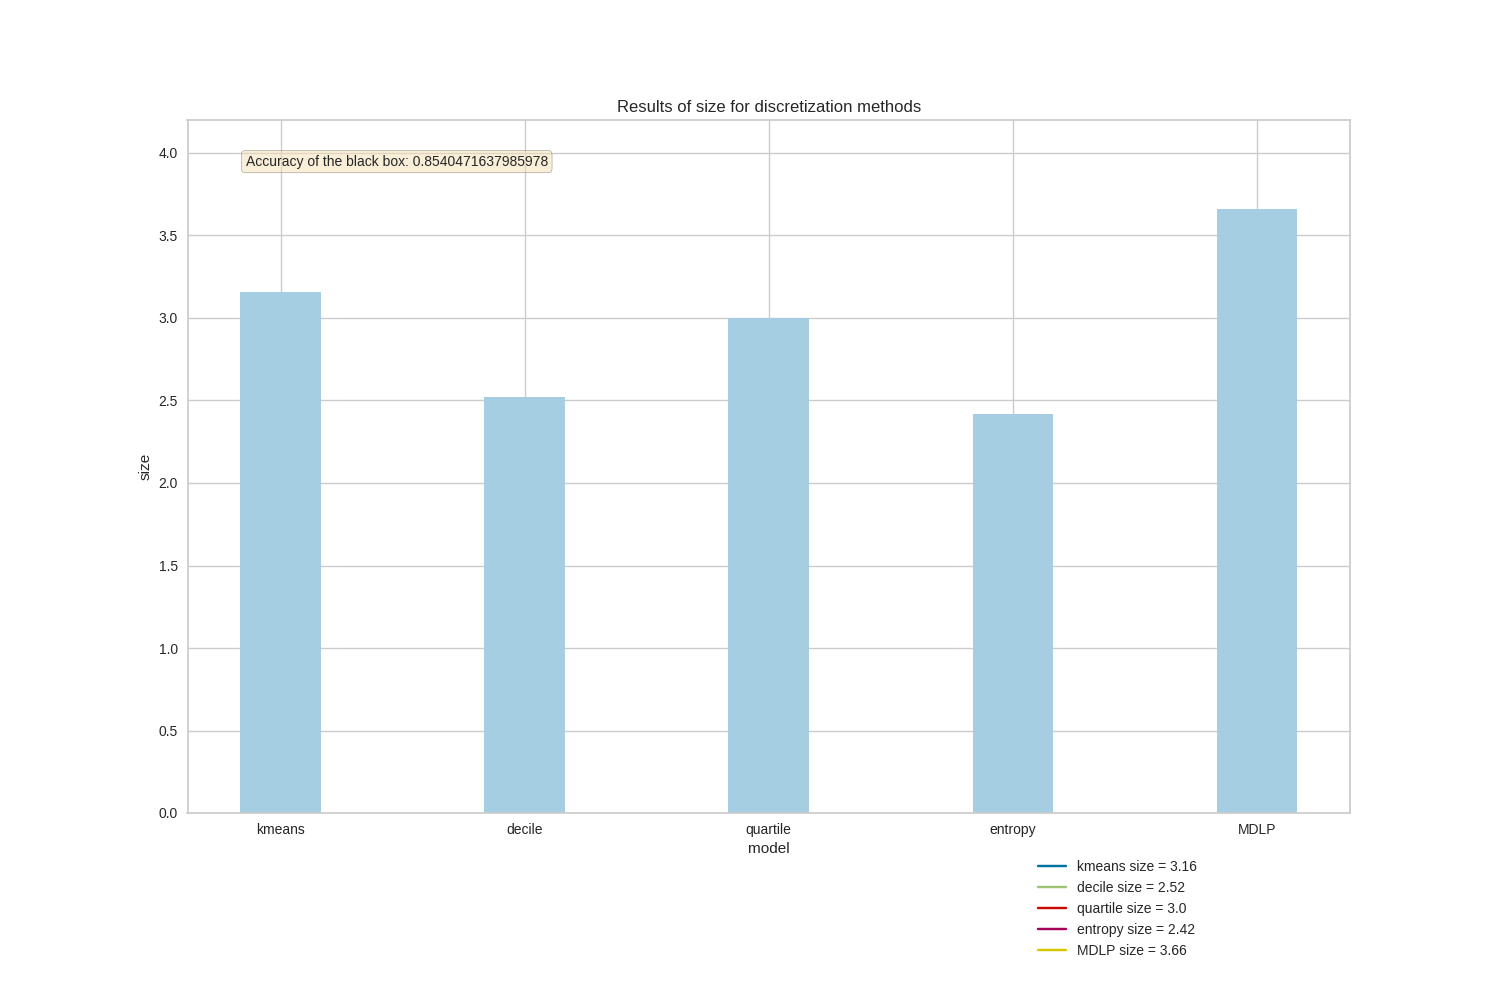 Results of size for discretization methods
Accuracy of the black box: 0.8540471637985978
4.0
3.5
3.0
2.5
2.0
1.5
1.0
0.5
0.0
size
kmeans decile quartile entropy MDLP
model
kmeans size = 3.16
decile size = 2.52
quartile size = 3.0
entropy size = 2.42
MDLP size = 3.66